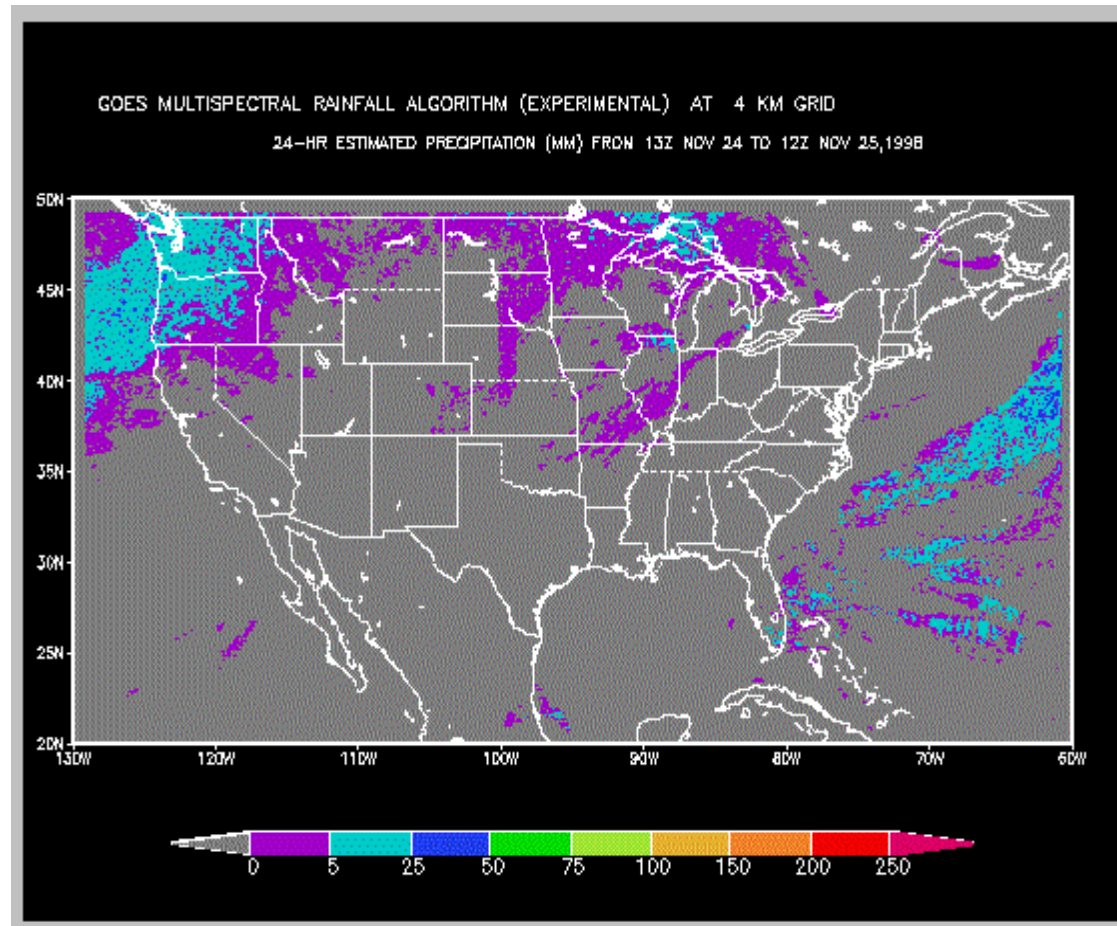 GOES MULTISPECTRAL RAINFALL ALGORITHM (EXPERIMENTAL) AT 4 KM GRID
24-HR ESTIMATED PRECIPITATION (MM) FROM 13Z NOV 24 TO 12Z NOV 25,1998
50N
45N
40N
35N
30N
25N
20N
130W 120W 110W 100W 90W 80W 70W 60W
0 5 25 50 75 100 150 200 250